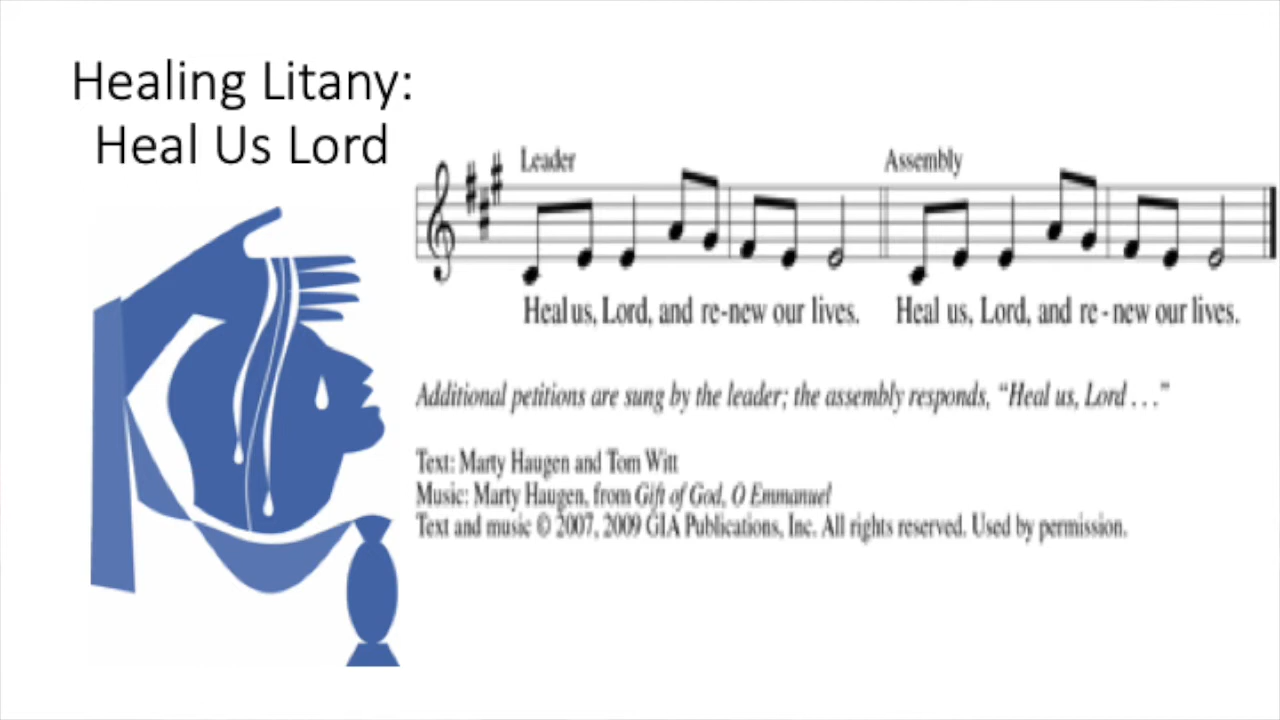 Healing Litany:
Heal Us Lord
Leader
Assembly
Heal us, Lord, and re-new our lives. Heal us, Lord, and re - new our lives.
Additional petitions are sung by the leader; the assembly responds, “Heal us, Lord . . .”
Text: Marty Haugen and Tom Witt
Music: Marty Haugen, from Gift of God, O Emmanuel
Text and music © 2007, 2009 GIA Publications, Inc. All rights reserved. Used by permission.